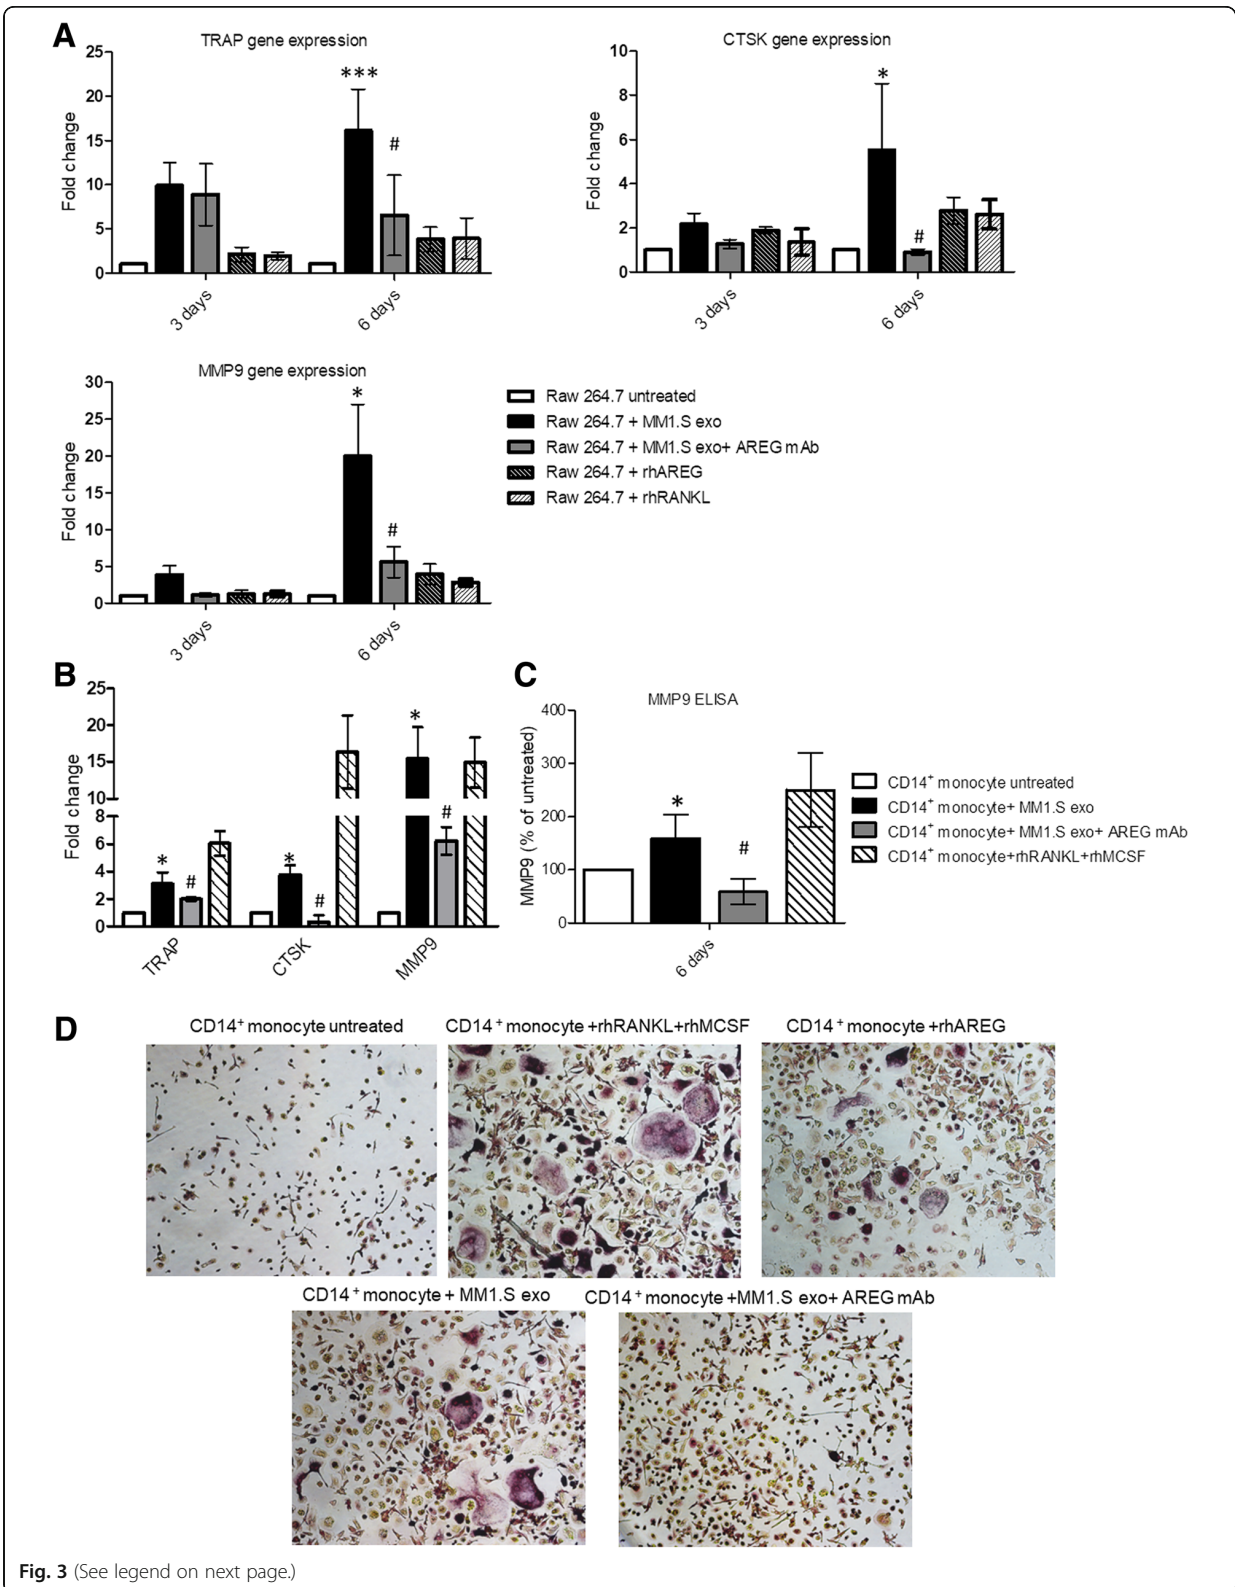 A
TRAP gene expression
Fold change
25
20
15
10
5
0
***
#
3 days
6 days
CTSK gene expression
Fold change
10
8
6
4
2
0
*
#
3 days
6 days
MMP9 gene expression
Fold change
30
25
20
15
10
5
0
*
#
3 days
6 days
Raw 264.7 untreated
Raw 264.7 + MM1.S exo
Raw 264.7 + MM1.S exo+ AREG mAb
Raw 264.7 + rhAREG
Raw 264.7 + rhRANKL
B
Fold change
25
20
15
10
8
6
4
2
0
*
#
*
#
*
#
TRAP
CTSK
MMP9
C
MMP9 ELISA
MMP9 (% of untreated)
400
300
200
100
0
*
#
6 days
CD14+ monocyte untreated
CD14+ monocyte+ MM1.S exo
CD14+ monocyte+ MM1.S exo+ AREG mAb
CD14+ monocyte+rhRANKL+rhMCSF
D
CD14+ monocyte untreated
CD14+ monocyte +rhRANKL+rhMCSF
CD14+ monocyte +rhAREG
CD14+ monocyte + MM1.S exo
CD14+ monocyte +MM1.S exo+ AREG mAb
Fig. 3 (See legend on next page.)